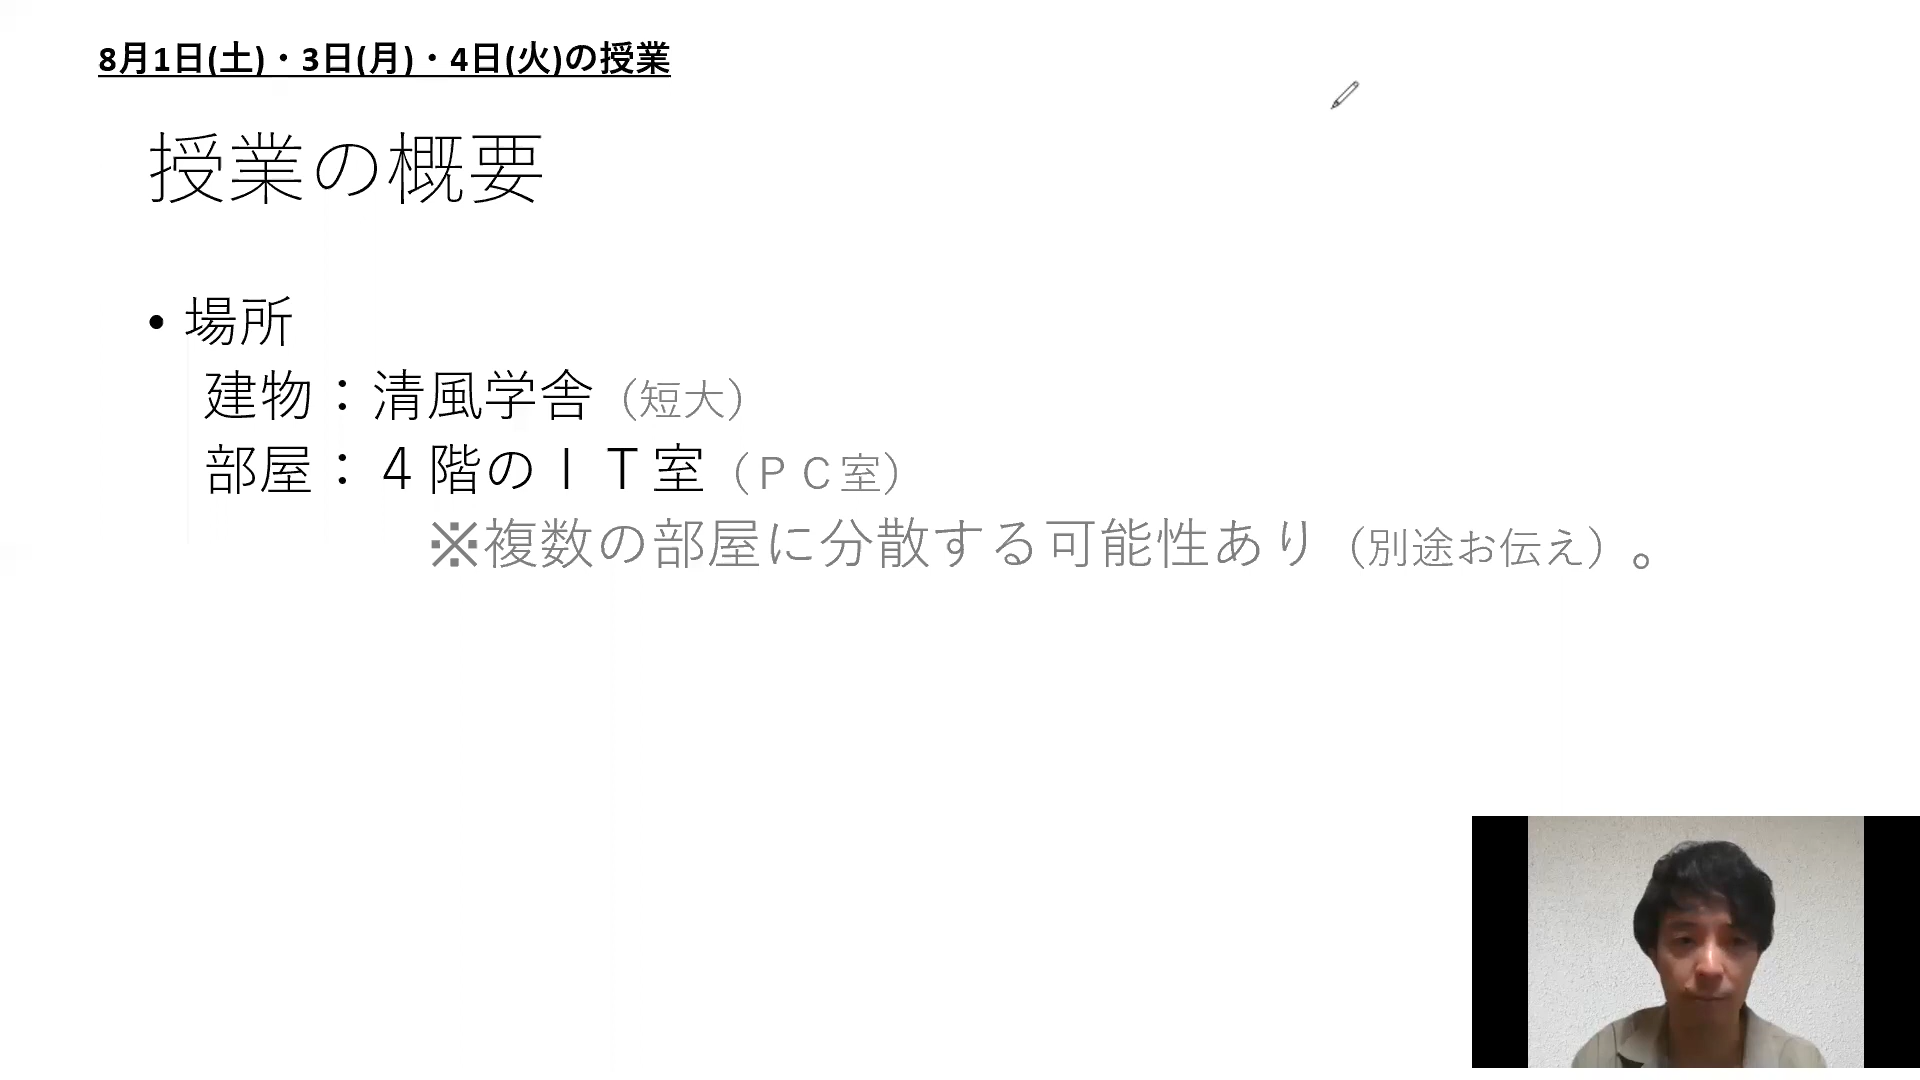 8月1日(土)・3日(月)・4日(火)の授業
授業の概要
• 場所
建物：清風学舎（短大）
部屋：４階のＩＴ室（ＰＣ室）
※複数の部屋に分散する可能性あり（別途お伝え）。